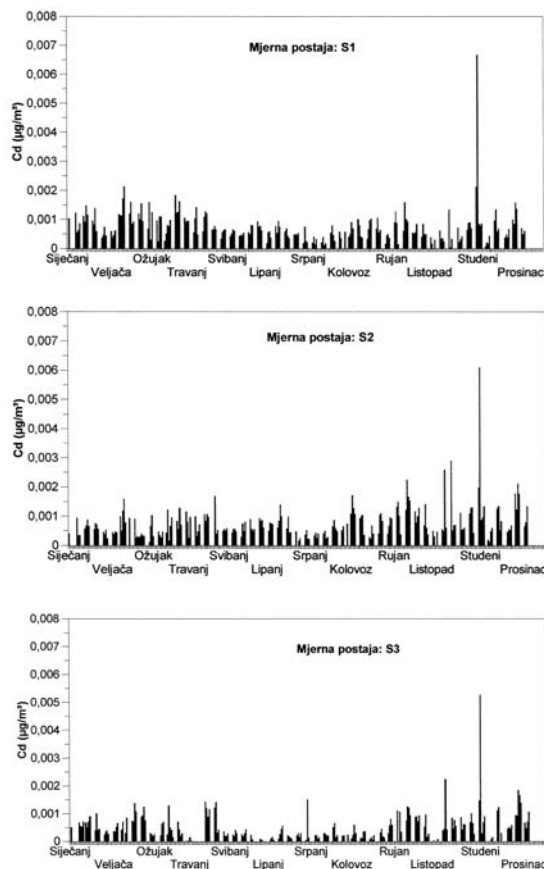 Mjerna postaja: S1
Cd (µg/m³)
0,008
0,007
0,006
0,005
0,004
0,003
0,002
0,001
0
Siječanj Ožujak Svibanj Srpanj Rujan Studeni
Veljača Travanj Lipanj Kolovoz Listopad Prosinac
Mjerna postaja: S2
Cd (µg/m³)
0,008
0,007
0,006
0,005
0,004
0,003
0,002
0,001
0
Siječanj Ožujak Svibanj Srpanj Rujan Studeni
Veljača Travanj Lipanj Kolovoz Listopad Prosinac
Mjerna postaja: S3
Cd (µg/m³)
0,008
0,007
0,006
0,005
0,004
0,003
0,002
0,001
0
Siječanj Ožujak Svibanj Srpanj Rujan Studeni
Veljača Travanj Lipanj Kolovoz Listopad Prosinac